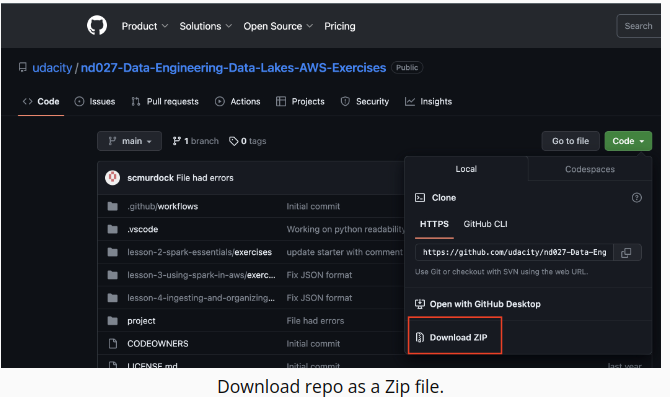 Product Solutions Open Source Pricing Search
udacity / nd027-Data-Engineering-Data-Lakes-AWS-Exercises Public
Code Issues Pull requests Actions Projects Security Insights
main 1 branch 0 tags Go to file Code
Local Codespaces
scmurdock File had errors
Clone
.github/workflows Initial commit
HTTPS GitHub CLI
.vscode Working on python readability
lesson-2-spark-essentials/exercises update starter with comment
https://github.com/udacity/nd027-Data-Eng
lesson-3-using-spark-in-aws/exerc... Fix JSON format
Use Git or checkout with SVN using the web URL.
lesson-4-ingesting-and-organizing... Fix JSON format
Open with GitHub Desktop
project File had errors
CODEOWNERS Initial commit
Download ZIP
LICENSE.md Initial commit last year
Download repo as a Zip file.